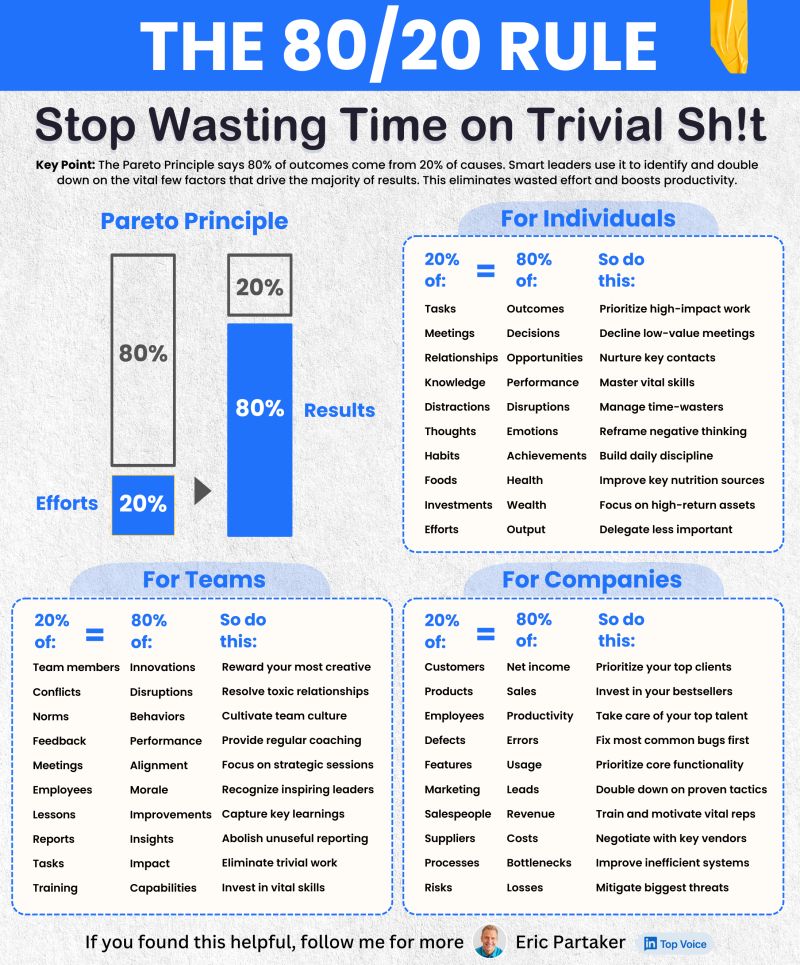 THE 80/20 RULE
Stop Wasting Time on Trivial Sh!t
Key Point: The Pareto Principle says 80% of outcomes come from 20% of causes. Smart leaders use it to identify and double
down on the vital few factors that drive the majority of results. This eliminates wasted effort and boosts productivity.
Pareto Principle
80%
20%
80%
Results
Efforts
20%
For Individuals
20% of: = 80% of: So do this:
Tasks Outcomes Prioritize high-impact work
Meetings Decisions Decline low-value meetings
Relationships Opportunities Nurture key contacts
Knowledge Performance Master vital skills
Distractions Disruptions Manage time-wasters
Thoughts Emotions Reframe negative thinking
Habits Achievements Build daily discipline
Foods Health Improve key nutrition sources
Investments Wealth Focus on high-return assets
Efforts Output Delegate less important
For Teams
20% of: = 80% of: So do this:
Team members Innovations Reward your most creative
Conflicts Disruptions Resolve toxic relationships
Norms Behaviors Cultivate team culture
Feedback Performance Provide regular coaching
Meetings Alignment Focus on strategic sessions
Employees Morale Recognize inspiring leaders
Lessons Improvements Capture key learnings
Reports Insights Abolish unuseful reporting
Tasks Impact Eliminate trivial work
Training Capabilities Invest in vital skills
For Companies
20% of: = 80% of: So do this:
Customers Net income Prioritize your top clients
Products Sales Invest in your bestsellers
Employees Productivity Take care of your top talent
Defects Errors Fix most common bugs first
Features Usage Prioritize core functionality
Marketing Leads Double down on proven tactics
Salespeople Revenue Train and motivate vital reps
Suppliers Costs Negotiate with key vendors
Processes Bottlenecks Improve inefficient systems
Risks Losses Mitigate biggest threats
If you found this helpful, follow me for more Eric Partaker in Top Voice